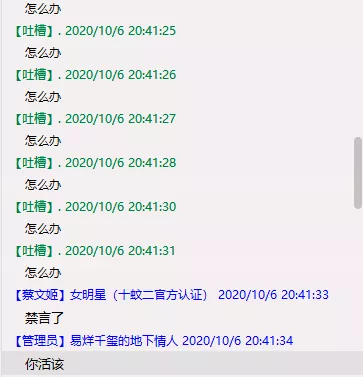 怎么办
【吐槽】. 2020/10/6 20:41:25
怎么办
【吐槽】. 2020/10/6 20:41:26
怎么办
【吐槽】. 2020/10/6 20:41:27
怎么办
【吐槽】. 2020/10/6 20:41:28
怎么办
【吐槽】. 2020/10/6 20:41:30
怎么办
【吐槽】. 2020/10/6 20:41:31
怎么办
【蔡文姬】女明星（十蚊二官方认证） 2020/10/6 20:41:33
禁言了
【管理员】易烊千玺的地下情人 2020/10/6 20:41:34
你活该